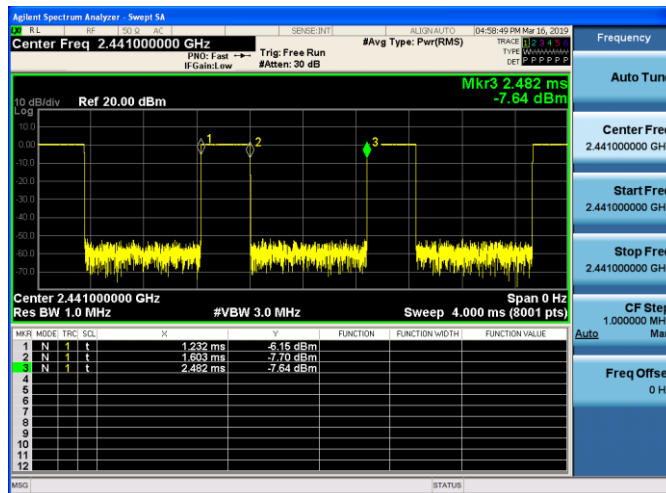 Agilent Spectrum Analyzer - Swept SA
RL RF 50 Ω AC SENSE:INT ALIGNAUTO 04:58:49 PM Mar 16, 2019
Center Freq 2.441000000 GHz
PNO: Fast
IFGain:Low
Trig: Free Run
#Atten: 30 dB
#Avg Type: Pwr(RMS)
TRACE 1 2 3 4 5 6
TYPE
DET P P P P P P
Mkr3 2.482 ms
-7.64 dBm
10 dB/div Ref 20.00 dBm
Log
10.0
0.00
-10.0
-20.0
-30.0
-40.0
-50.0
-60.0
-70.0
1
2
3
Center 2.441000000 GHz Span 0 Hz
Res BW 1.0 MHz #VBW 3.0 MHz Sweep 4.000 ms (8001 pts)
MKR MODE TRC SCL X Y FUNCTION FUNCTION WIDTH FUNCTION VALUE
1 N 1 t 1.232 ms -6.15 dBm
2 N 1 t 1.603 ms -7.70 dBm
3 N 1 t 2.482 ms -7.64 dBm
4
5
6
7
8
9
10
11
12
MSG STATUS
Frequency
Auto Tun
Center Fre
2.441000000 GH
Start Fre
2.441000000 GH
Stop Fre
2.441000000 GH
CF Step
1.000000 MH
Auto Ma
Freq Offse
0 H